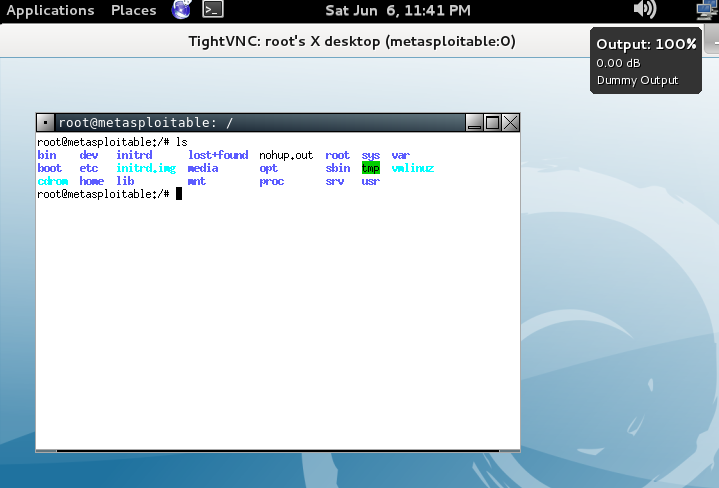 Applications Places Sat Jun 6, 11:41 PM
TightVNC: root's X desktop (metasploitable:0)
Output: 100%
0.00 dB
Dummy Output
root@metasploitable: /
root@metasploitable:/# ls
bin dev initrd lost+found nohup.out root sys var
boot etc initrd.img media opt sbin tmp vmlinuz
cdrom home lib mnt proc srv usr
root@metasploitable:/#